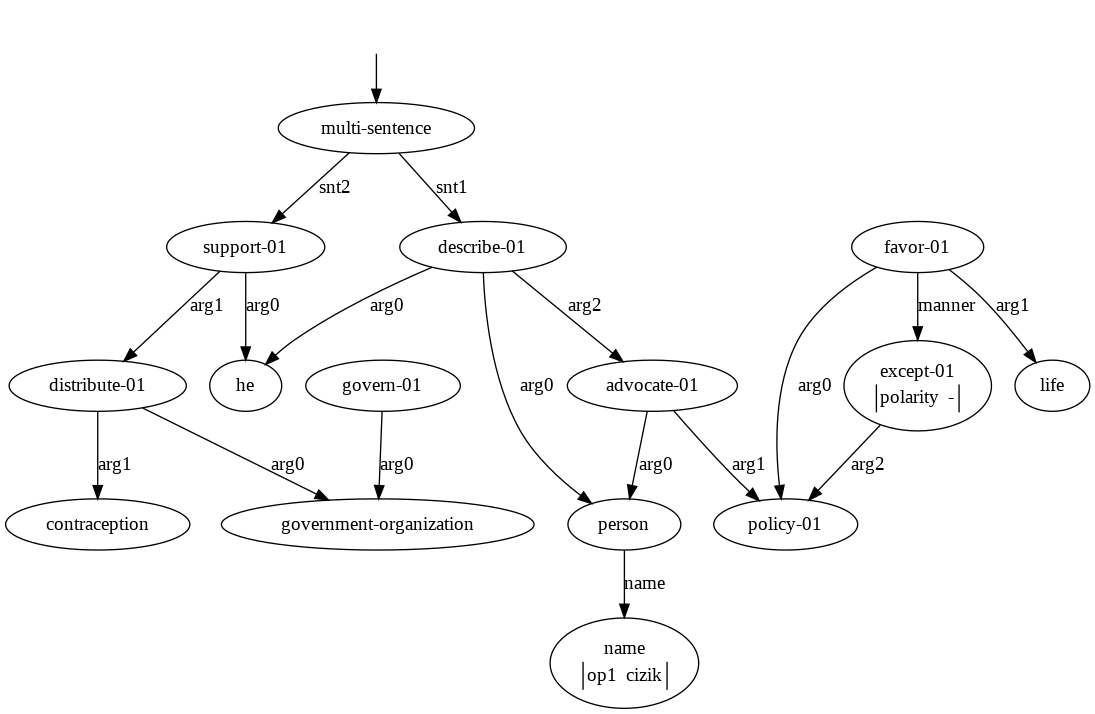 multi-sentence
snt2
snt1
support-01
describe-01
favor-01
arg1
arg0
arg0
arg2
manner
arg1
distribute-01
he
govern-01
arg0
advocate-01
arg0
except-01
polarity -
life
arg1
arg0
arg0
arg0
arg1
arg2
contraception
government-organization
person
policy-01
name
name
op1 cizik